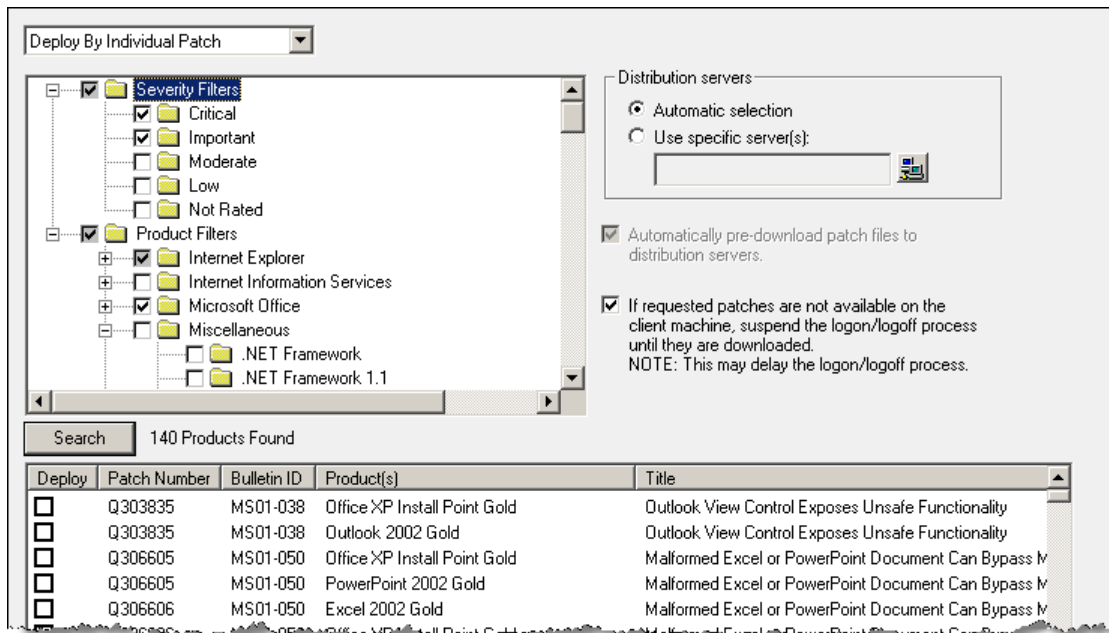 Deploy By Individual Patch
Severity Filters
Critical
Important
Moderate
Low
Not Rated
Product Filters
Internet Explorer
Internet Information Services
Microsoft Office
Miscellaneous
.NET Framework
.NET Framework 1.1
Distribution servers
Automatic selection
Use specific server(s):
Automatically pre-download patch files to
distribution servers.
If requested patches are not available on the
client machine, suspend the logon/logoff process
until they are downloaded.
NOTE: This may delay the logon/logoff process.
Search 140 Products Found
Deploy Patch Number Bulletin ID Product(s) Title
Q303835 MS01-038 Office XP Install Point Gold Outlook View Control Exposes Unsafe Functionality
Q303835 MS01-038 Outlook 2002 Gold Outlook View Control Exposes Unsafe Functionality
Q306605 MS01-050 Office XP Install Point Gold Malformed Excel or PowerPoint Document Can Bypass M
Q306605 MS01-050 PowerPoint 2002 Gold Malformed Excel or PowerPoint Document Can Bypass M
Q306606 MS01-050 Excel 2002 Gold Malformed Excel or PowerPoint Document Can Bypass M